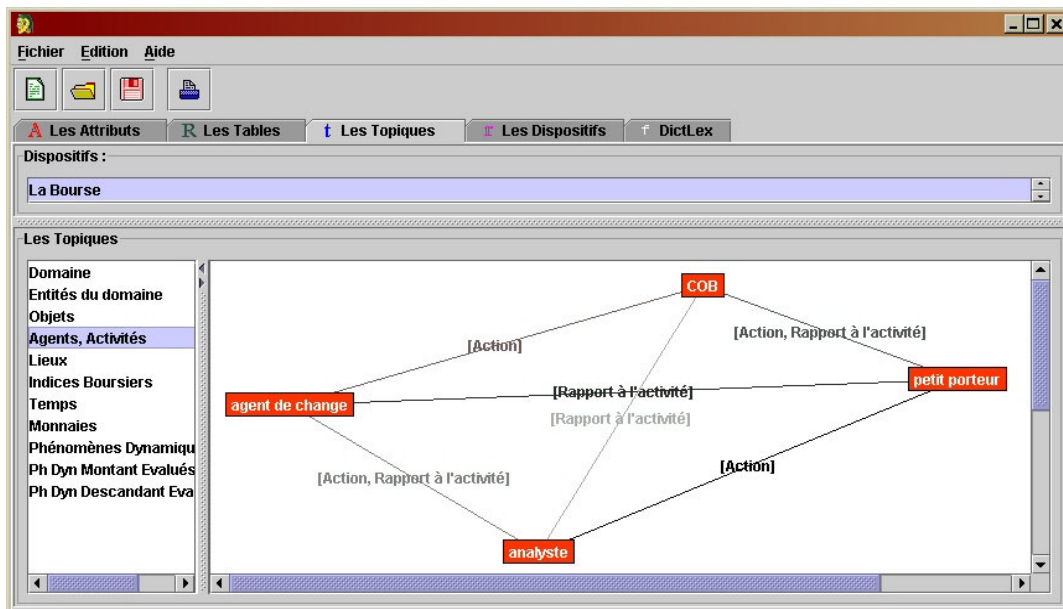 Fichier Edition Aide
A Les Attributs R Les Tables t Les Topiques r Les Dispositifs f DictLex
Dispositifs :
La Bourse
Les Topiques
Domaine
Entités du domaine
Objets
Agents, Activités
Lieux
Indices Boursiers
Temps
Monnaies
Phénomènes Dynamiqu
Ph Dyn Montant Evalués
Ph Dyn Descandant Eva
COB
[Action]
[Action, Rapport à l'activité]
petit porteur
agent de change
[Rapport à l'activité]
[Rapport à l'activité]
[Action]
[Action, Rapport à l'activité]
analyste